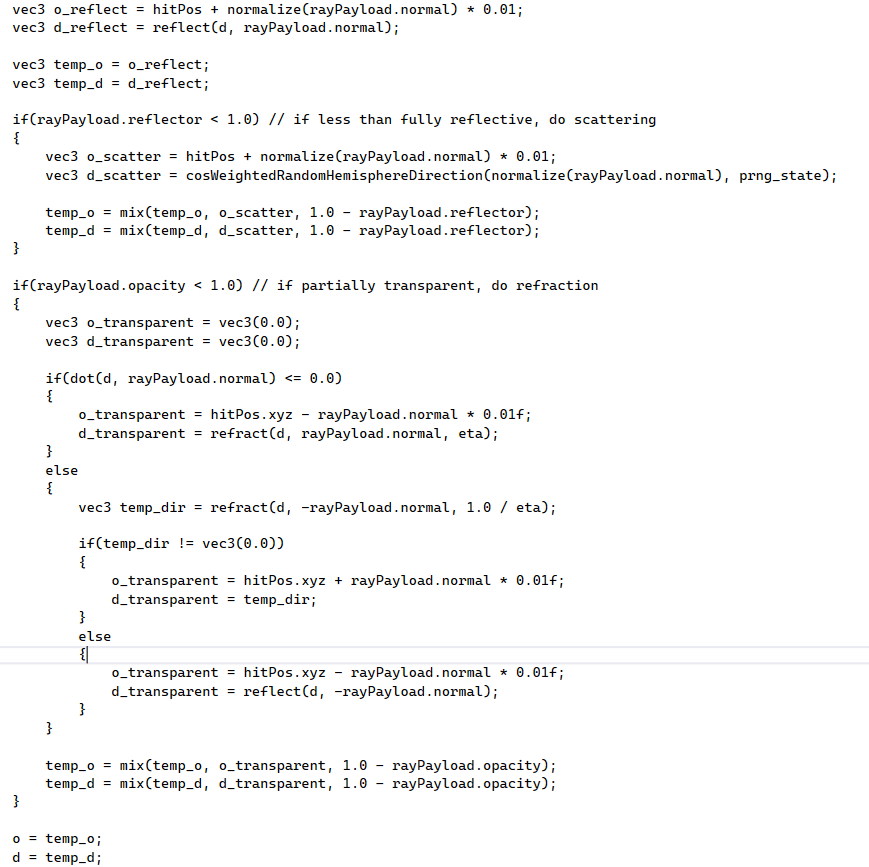 vec3 o_reflect = hitPos + normalize(rayPayload.normal) * 0.01;
vec3 d_reflect = reflect(d, rayPayload.normal);

vec3 temp_o = o_reflect;
vec3 temp_d = d_reflect;

if(rayPayload.reflector < 1.0) // if less than fully reflective, do scattering
{
    vec3 o_scatter = hitPos + normalize(rayPayload.normal) * 0.01;
    vec3 d_scatter = cosWeightedRandomHemisphereDirection(normalize(rayPayload.normal), prng_state);

    temp_o = mix(temp_o, o_scatter, 1.0 - rayPayload.reflector);
    temp_d = mix(temp_d, d_scatter, 1.0 - rayPayload.reflector);
}

if(rayPayload.opacity < 1.0) // if partially transparent, do refraction
{
    vec3 o_transparent = vec3(0.0);
    vec3 d_transparent = vec3(0.0);

    if(dot(d, rayPayload.normal) <= 0.0)
    {
        o_transparent = hitPos.xyz - rayPayload.normal * 0.01f;
        d_transparent = refract(d, rayPayload.normal, eta);
    }
    else
    {
        vec3 temp_dir = refract(d, -rayPayload.normal, 1.0 / eta);

        if(temp_dir != vec3(0.0))
        {
            o_transparent = hitPos.xyz + rayPayload.normal * 0.01f;
            d_transparent = temp_dir;
        }
        else
        {
            o_transparent = hitPos.xyz - rayPayload.normal * 0.01f;
            d_transparent = reflect(d, -rayPayload.normal);
        }
    }

    temp_o = mix(temp_o, o_transparent, 1.0 - rayPayload.opacity);
    temp_d = mix(temp_d, d_transparent, 1.0 - rayPayload.opacity);
}

o = temp_o;
d = temp_d;